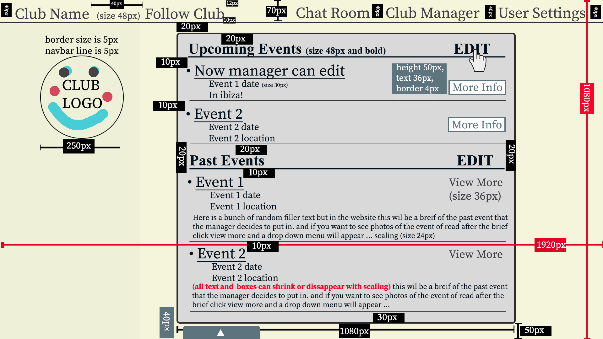 Club Name (size 48px) Follow Club Chat Room Club Manager User Settings
40px
12px
10px
70px
border size is 5px
navbar line is 5px
CLUB
LOGO
250px
20px
20px
Upcoming Events (size 48px and bold) EDIT
10px
• Now manager can edit
Event 1 date (size 30px)
In ibiza!
height 50px,
text 36px,
border 4px
More Info
10px
• Event 2
Event 2 date
Event 2 location
More Info
1080px
20px
20px
20px
Past Events EDIT
10px
• Event 1
Event 1 date
Event 1 location
View More
(size 36px)
Here is a bunch of random filler text but in the website this wil be a breif of the past event that
the manager decides to put in. and if you want to see photos of the event of read after the brief
click view more and a drop down menu will appear ... scaling (size 24px)
10px
1920px
• Event 2
Event 2 date
Event 2 location
View More
(all text and boxes can shrink or dissappear with scaling) this wil be a breif of the past event
that the manager decides to put in. and if you want to see photos of the event of read after the
brief click view more and a drop down menu will appear ...
40px
30px
1080px
50px